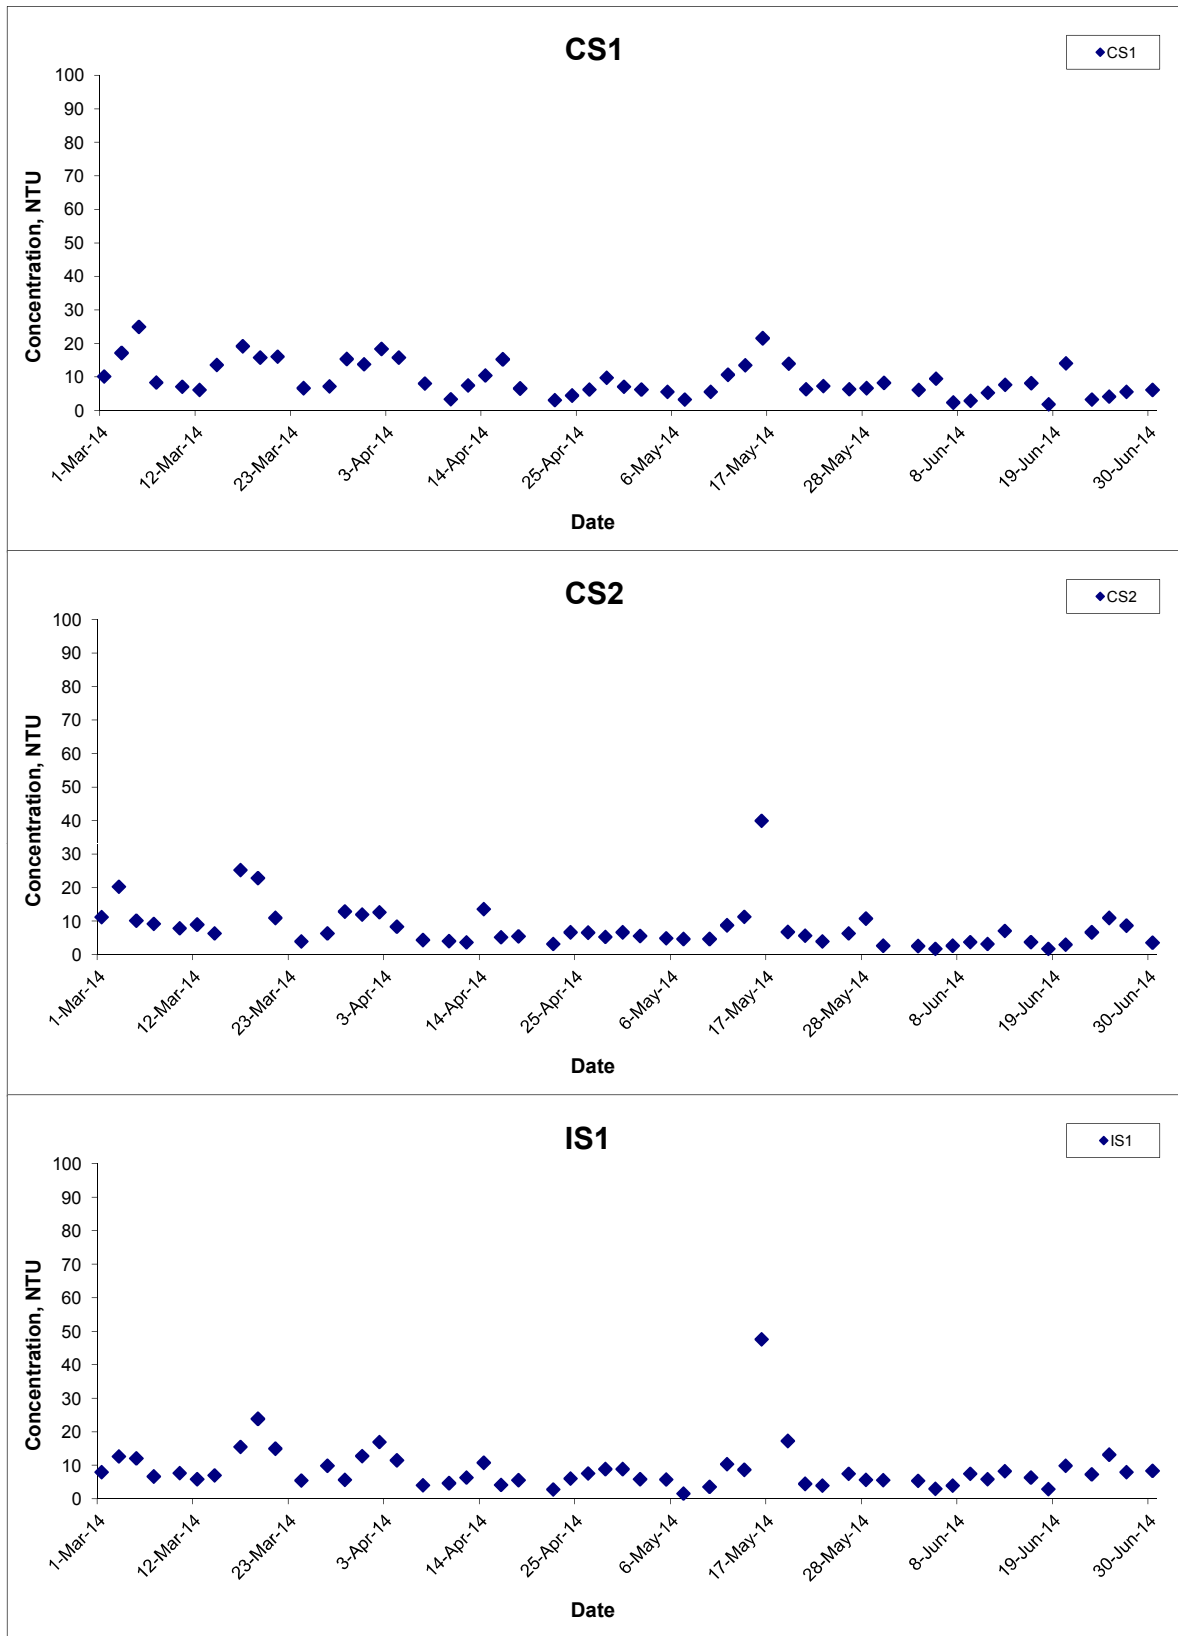 CS1
CS1
100
90
80
70
60
50
40
30
20
10
0
Concentration, NTU
1-Mar-14
12-Mar-14
23-Mar-14
3-Apr-14
14-Apr-14
25-Apr-14
6-May-14
17-May-14
28-May-14
8-Jun-14
19-Jun-14
30-Jun-14
Date
CS2
CS2
100
90
80
70
60
50
40
30
20
10
0
Concentration, NTU
1-Mar-14
12-Mar-14
23-Mar-14
3-Apr-14
14-Apr-14
25-Apr-14
6-May-14
17-May-14
28-May-14
8-Jun-14
19-Jun-14
30-Jun-14
Date
IS1
IS1
100
90
80
70
60
50
40
30
20
10
0
Concentration, NTU
1-Mar-14
12-Mar-14
23-Mar-14
3-Apr-14
14-Apr-14
25-Apr-14
6-May-14
17-May-14
28-May-14
8-Jun-14
19-Jun-14
30-Jun-14
Date